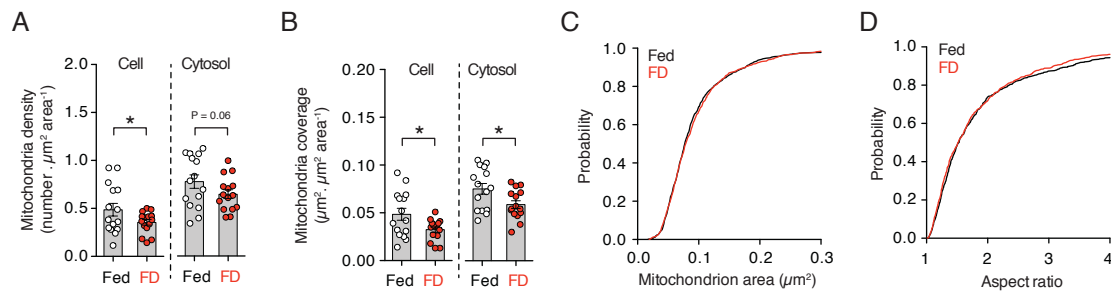 A
Mitochondria density
(number . µm² area⁻¹)
2.0
1.5
1.0
0.5
0.0
Cell
Cytosol
*
P = 0.06
Fed
FD
Fed
FD
B
Mitochondria coverage
(µm². µm² area⁻¹)
0.20
0.15
0.10
0.05
0.00
Cell
Cytosol
*
*
Fed
FD
Fed
FD
C
Probability
1.0
0.8
0.6
0.4
0.2
0.0
Fed
FD
0.0
0.1
0.2
0.3
Mitochondrion area (µm²)
D
Probability
1.0
0.8
0.6
0.4
0.2
0.0
Fed
FD
1
2
3
4
Aspect ratio